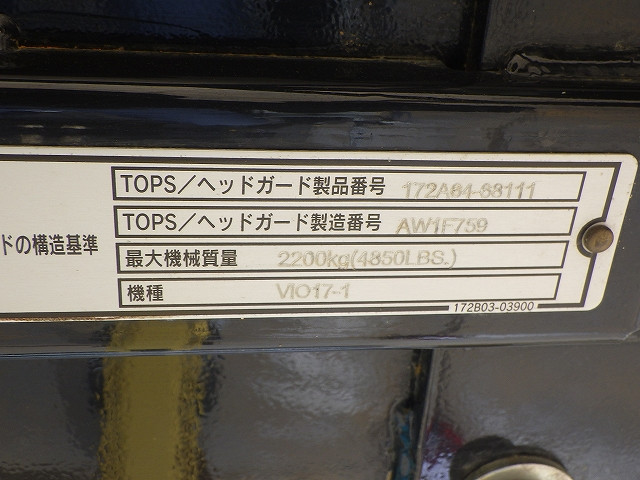 TOPS/ヘッドガード製品番号 172A64-88111
TOPS/ヘッドガード製造番号 AW1F759
ドの構造基準
最大機械質量 2200kg(4850LBS.)
機種 VIO17-1
172B03-03900